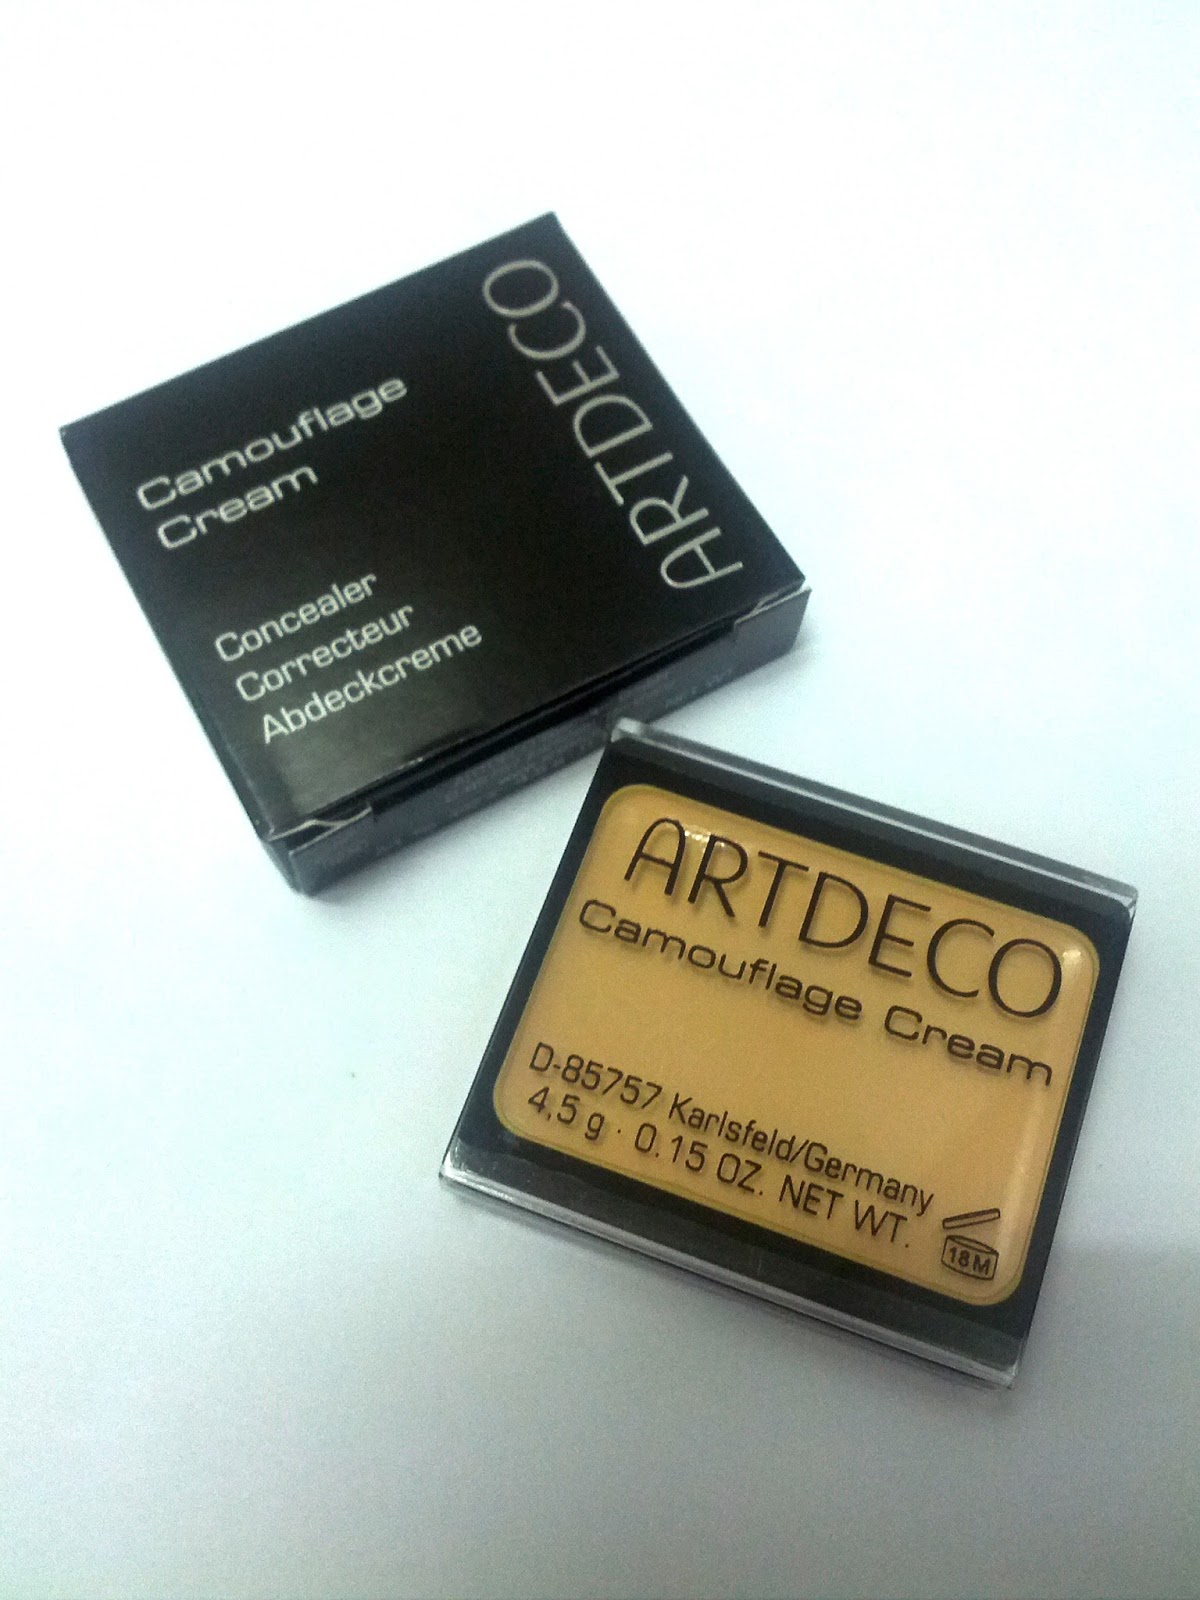 ARTDECO
Camouflage
Cream
Concealer
Correcteur
Abdeckcreme
ARTDECO
Camouflage Cream
D-85757 Karlsfeld/Germany
4,5 g · 0.15 OZ. NET WT.
18M